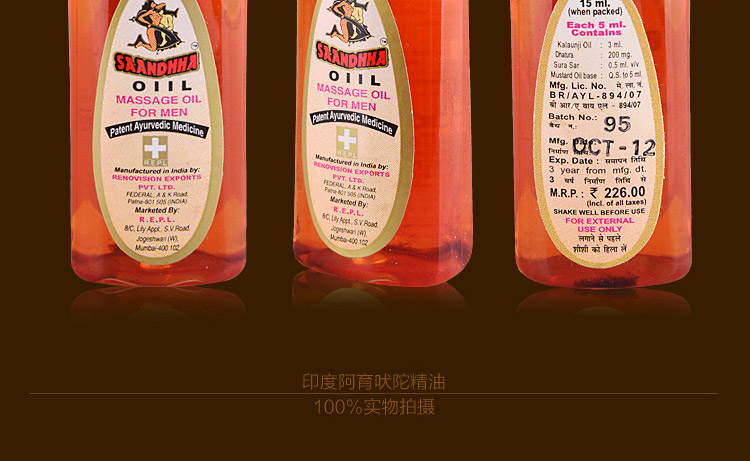 SAANDHHA
OIIL
MASSAGE OIL
FOR MEN
Patent Ayurvedic Medicine
R.E.P.L.
Manufactured in India by:
RENOVISION EXPORTS
PVT. LTD.
FEDERAL, A & K Road,
Patna-801 505 (INDIA)
Marketed By:
R.E.P.L.
8/C, Lily Appt., S.V.Road
Jogeshwari (W),
Mumbai-400 102
SAANDHHA
OIIL
MASSAGE OIL
FOR MEN
Patent Ayurvedic Medicine
R.E.P.L
Manufactured in India by:
RENOVISION EXPORTS
PVT. LTD.
FEDERAL, A & K Road,
Patna-801 505 (INDIA)
Marketed By:
R.E.P.L.
8/C, Lily Appt., S.V.Road
Jogeshwari (W),
Mumbai-400 102
15 ml.
(when packed)
Each 5 ml.
Contains
Kalaunji Oil : 3 ml.
Dhatura : 200 mg.
Sura Sar : 0.5 ml. v/v
Mustard Oil base : Q.S. to 5 ml.
Mfg. Lic. No. मै. ला. नं.
BR/AYL-894/07
बी आर/ए वाय एल - 894/07
Batch No.:
बैच नं.: 95
Mfg. Dat
निर्माण तिथि OCT-12
Exp. Date : समापन तिथि
3 year from mfg. dt.
3 वर्ष निर्माण तिथि से
M.R.P.: ₹ 226.00
(Incl. of all taxes)
SHAKE WELL BEFORE USE
FOR EXTERNAL
USE ONLY
लगाने से पहले
शीशी को हिला लें
印度阿育吠陀精油
100%实物拍摄